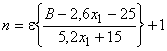 n = ε{(B − 2,6x₁ − 25)/(5,2x₁ + 15)} + 1